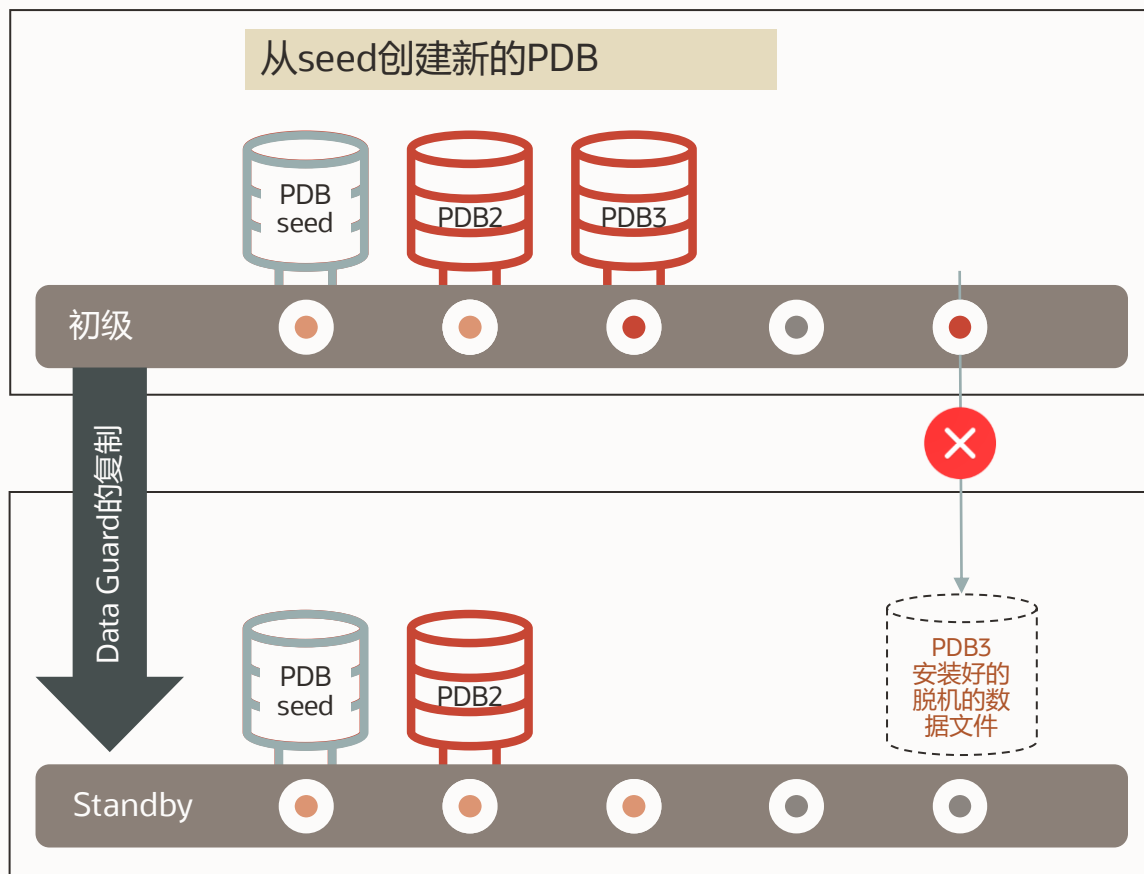 从seed创建新的PDB
PDB
seed
PDB2
PDB3
初级
Data Guard的复制
PDB3
安装好的
脱机的数
据文件
PDB
seed
PDB2
Standby